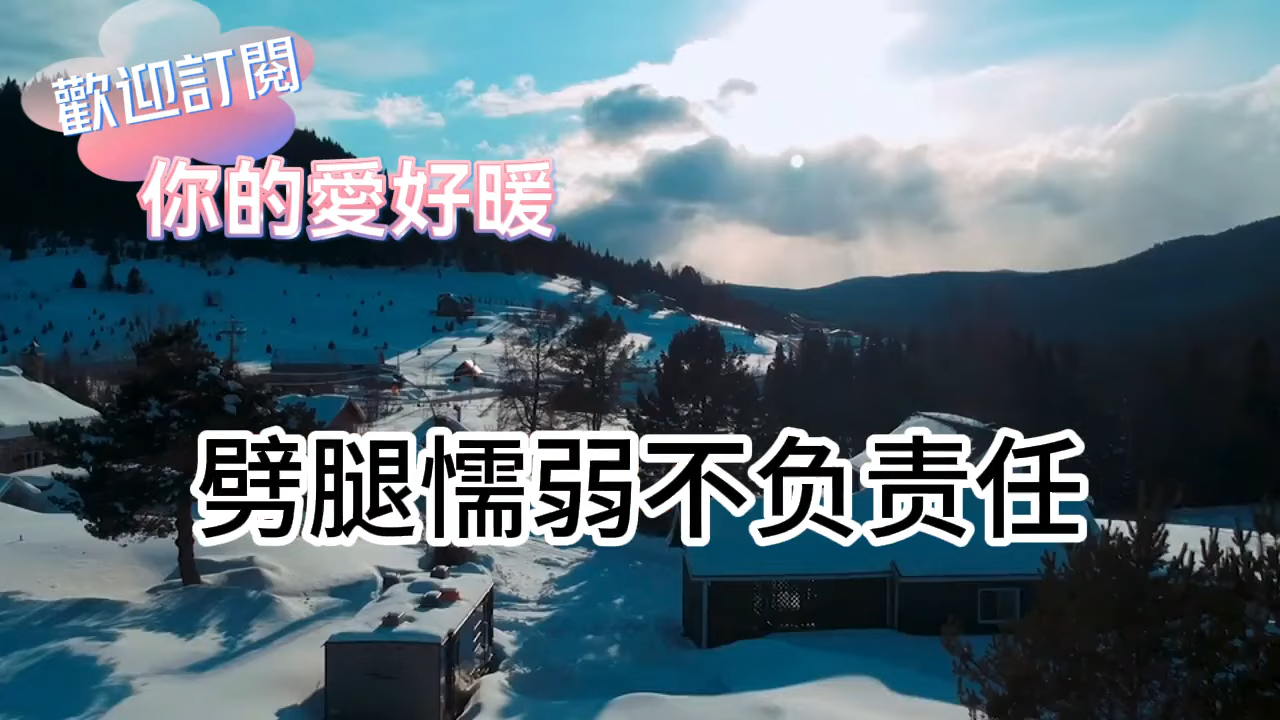 歡迎訂閱
你的愛好暖
劈腿懦弱不负责任